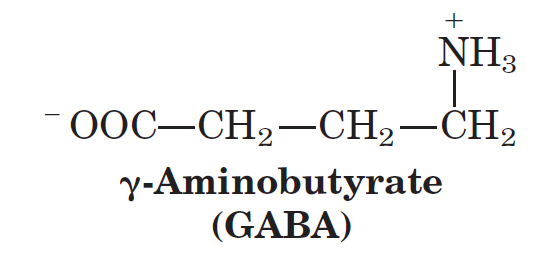 +
NH₃
⁻OOC—CH₂—CH₂—CH₂
γ-Aminobutyrate
(GABA)